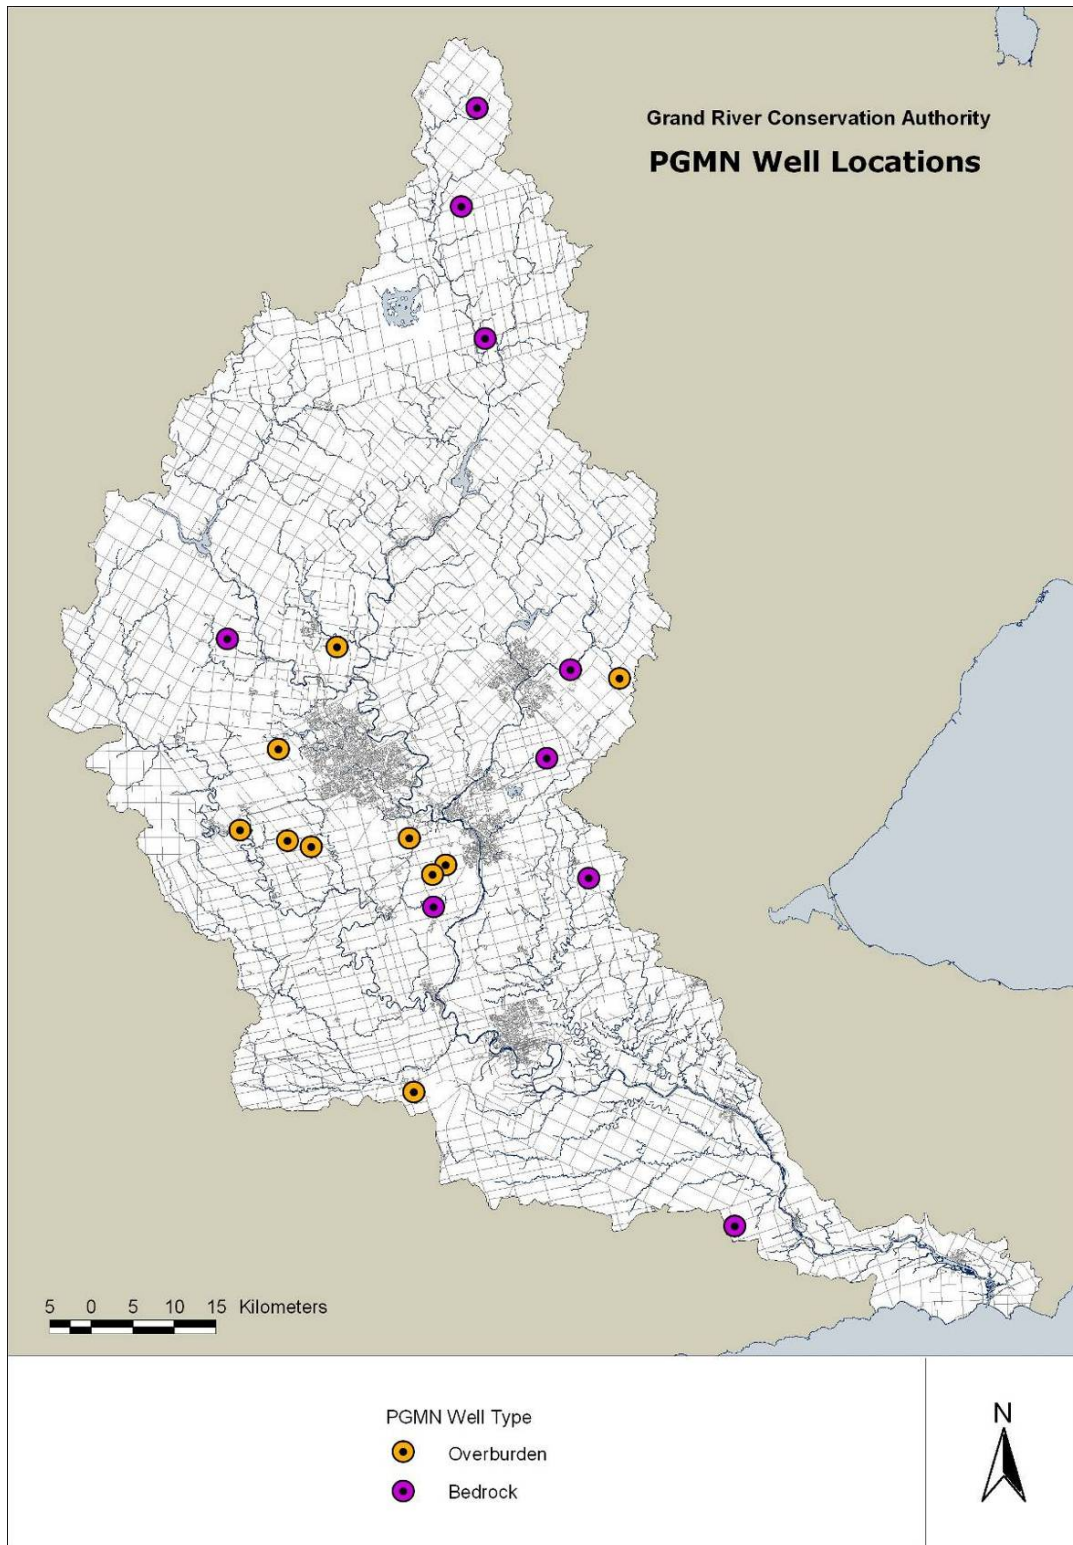 Grand River Conservation Authority
PGMN Well Locations
5 0 5 10 15 Kilometers
PGMN Well Type
Overburden
Bedrock
N